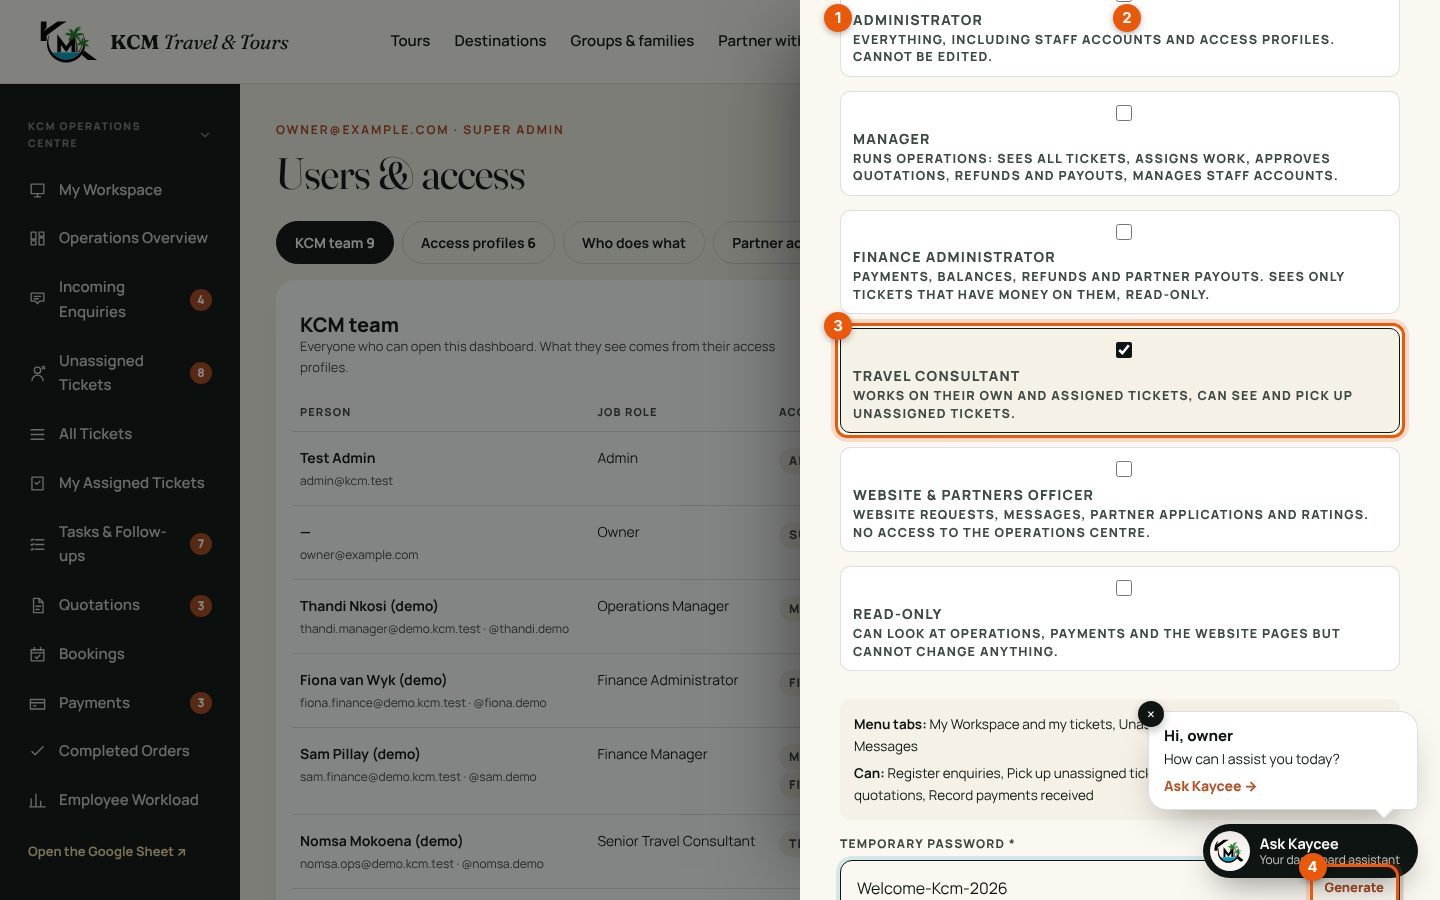 KCM Travel & Tours
Tours
Destinations
Groups & families
Partner with
KCM OPERATIONS
CENTRE
My Workspace
Operations Overview
Incoming
Enquiries
4
Unassigned
Tickets
8
All Tickets
My Assigned Tickets
Tasks & Follow-
ups
7
Quotations
3
Bookings
Payments
3
Completed Orders
Employee Workload
Open the Google Sheet ↗
OWNER@EXAMPLE.COM · SUPER ADMIN
Users & access
KCM team 9
Access profiles 6
Who does what
Partner ac
KCM team
Everyone who can open this dashboard. What they see comes from their access
profiles.
PERSON
JOB ROLE
Test Admin
admin@kcm.test
Admin
—
owner@example.com
Owner
Thandi Nkosi (demo)
thandi.manager@demo.kcm.test · @thandi.demo
Operations Manager
Fiona van Wyk (demo)
fiona.finance@demo.kcm.test · @fiona.demo
Finance Administrator
Sam Pillay (demo)
sam.finance@demo.kcm.test · @sam.demo
Finance Manager
Nomsa Mokoena (demo)
nomsa.ops@demo.kcm.test · @nomsa.demo
Senior Travel Consultant
1
2
ADMINISTRATOR
EVERYTHING, INCLUDING STAFF ACCOUNTS AND ACCESS PROFILES.
CANNOT BE EDITED.
MANAGER
RUNS OPERATIONS: SEES ALL TICKETS, ASSIGNS WORK, APPROVES
QUOTATIONS, REFUNDS AND PAYOUTS, MANAGES STAFF ACCOUNTS.
FINANCE ADMINISTRATOR
PAYMENTS, BALANCES, REFUNDS AND PARTNER PAYOUTS. SEES ONLY
TICKETS THAT HAVE MONEY ON THEM, READ-ONLY.
3
TRAVEL CONSULTANT
WORKS ON THEIR OWN AND ASSIGNED TICKETS, CAN SEE AND PICK UP
UNASSIGNED TICKETS.
WEBSITE & PARTNERS OFFICER
WEBSITE REQUESTS, MESSAGES, PARTNER APPLICATIONS AND RATINGS.
NO ACCESS TO THE OPERATIONS CENTRE.
READ-ONLY
CAN LOOK AT OPERATIONS, PAYMENTS AND THE WEBSITE PAGES BUT
CANNOT CHANGE ANYTHING.
Menu tabs: My Workspace and my tickets, Unas
Messages
Can: Register enquiries, Pick up unassigned tick
quotations, Record payments received
TEMPORARY PASSWORD *
Welcome-Kcm-2026
4
Generate
×
Hi, owner
How can I assist you today?
Ask Kaycee →
Ask Kaycee
Your dashboard assistant